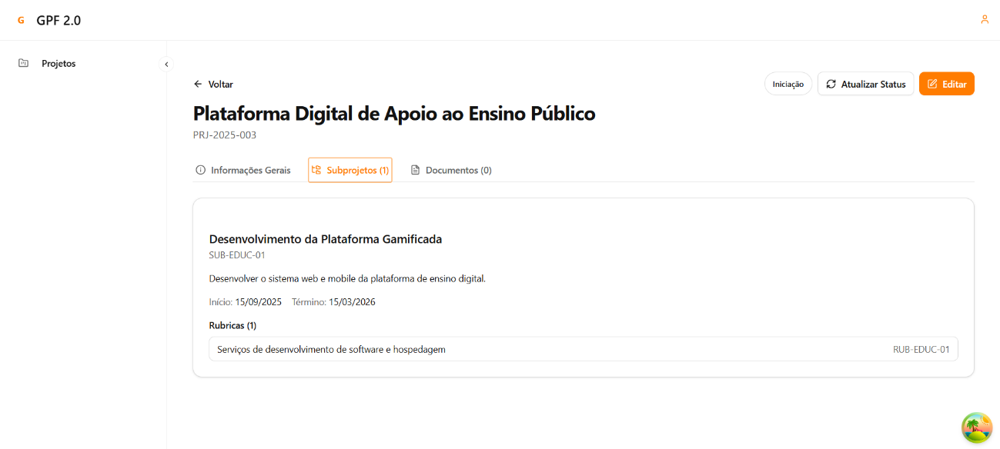 G GPF 2.0
Projetos
Voltar
Iniciação Atualizar Status Editar
Plataforma Digital de Apoio ao Ensino Público
PRJ-2025-003
Informações Gerais Subprojetos (1) Documentos (0)
Desenvolvimento da Plataforma Gamificada
SUB-EDUC-01
Desenvolver o sistema web e mobile da plataforma de ensino digital.
Início: 15/09/2025 Término: 15/03/2026
Rubricas (1)
Serviços de desenvolvimento de software e hospedagem RUB-EDUC-01